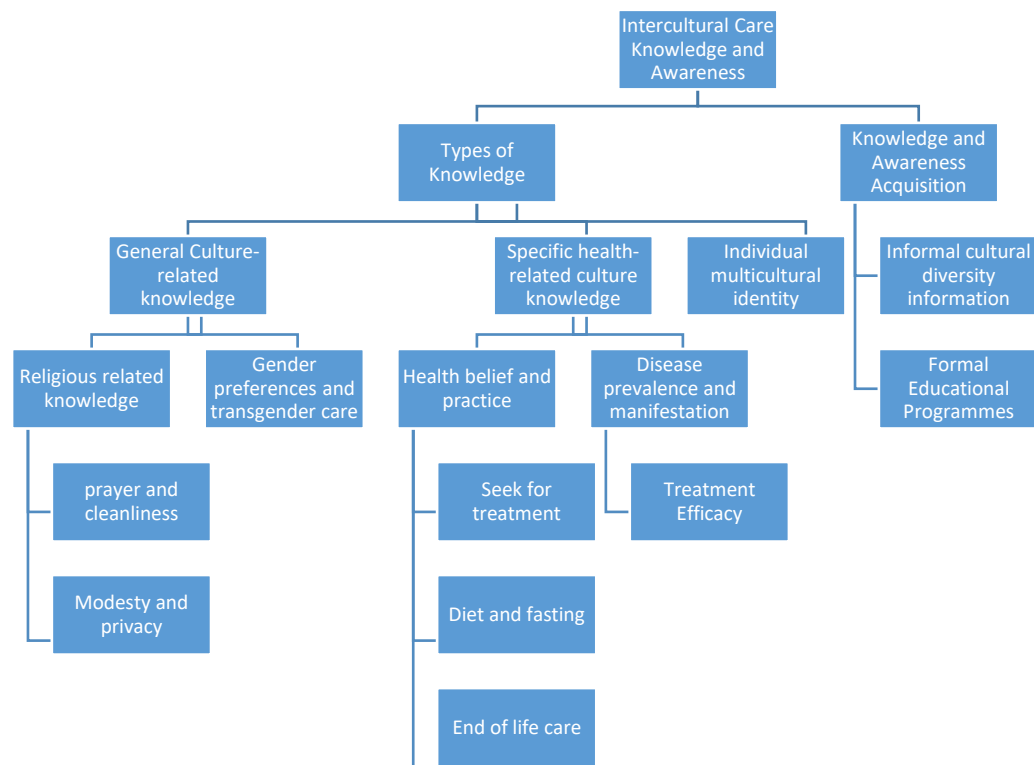 Intercultural Care
Knowledge and
Awareness
Types of
Knowledge
Knowledge and
Awareness
Acquisition
General Culture-
related
knowledge
Specific health-
related culture
knowledge
Individual
multicultural
identity
Informal cultural
diversity
information
Religious related
knowledge
Gender
preferences and
transgender care
Health belief and
practice
Disease
prevalence and
manifestation
Formal
Educational
Programmes
prayer and
cleanliness
Seek for
treatment
Treatment
Efficacy
Modesty and
privacy
Diet and fasting
End of life care